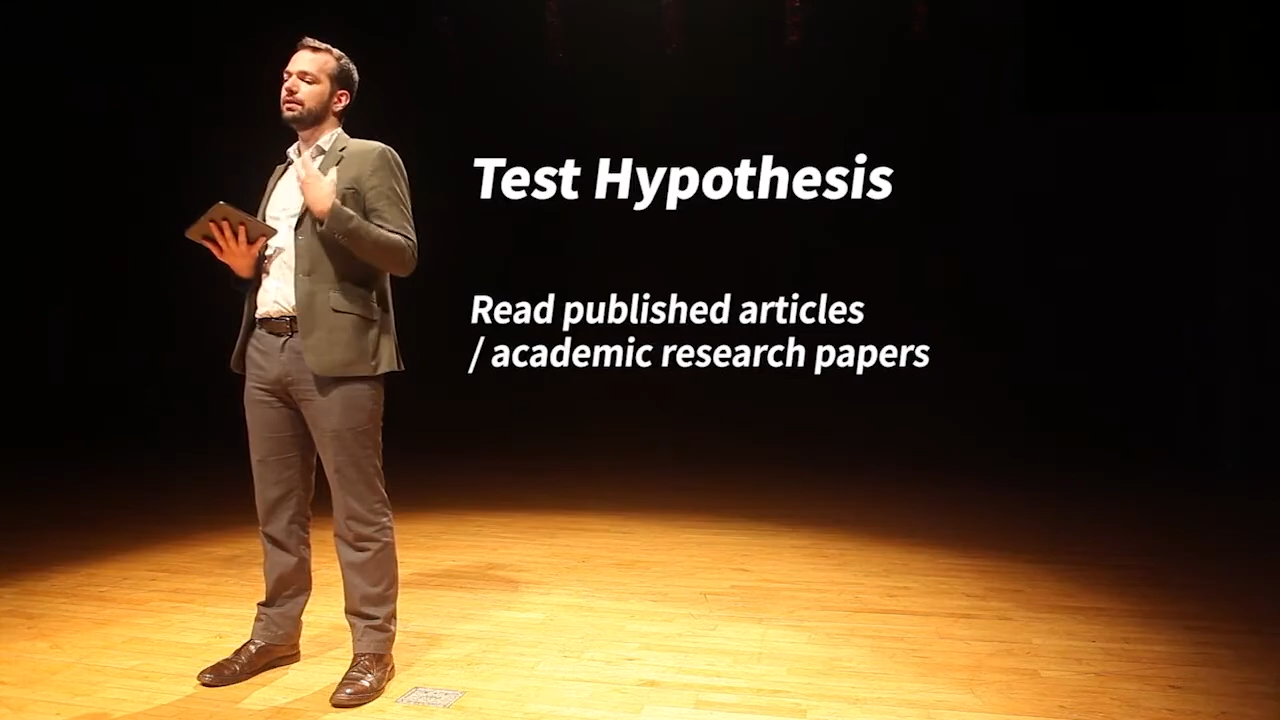 Test Hypothesis
Read published articles
/ academic research papers